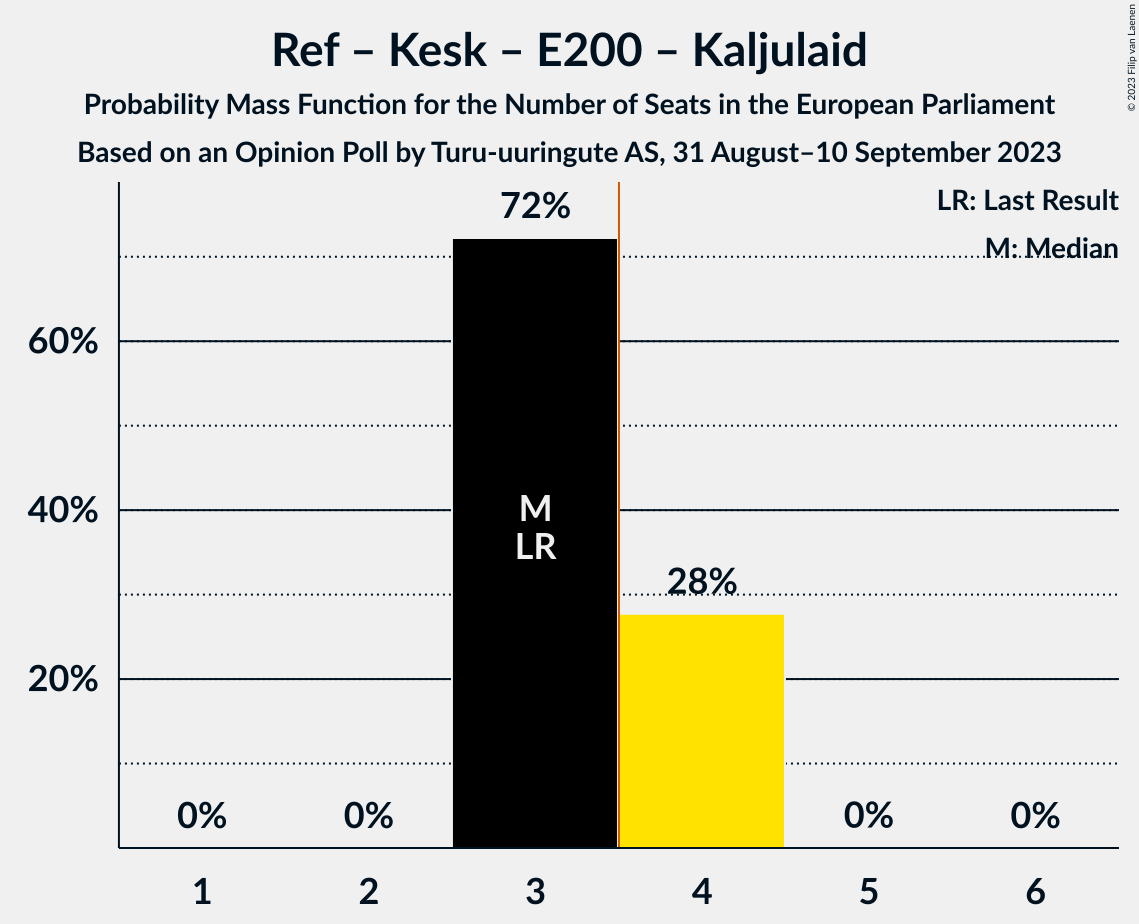 Ref – Kesk – E200 – Kaljulaid
Probability Mass Function for the Number of Seats in the European Parliament
Based on an Opinion Poll by Turu-uuringute AS, 31 August–10 September 2023
© 2023 Filip van Laenen
LR: Last Result
M: Median
72%
60%
40%
20%
M
LR
28%
0%
0%
0%
0%
1
2
3
4
5
6